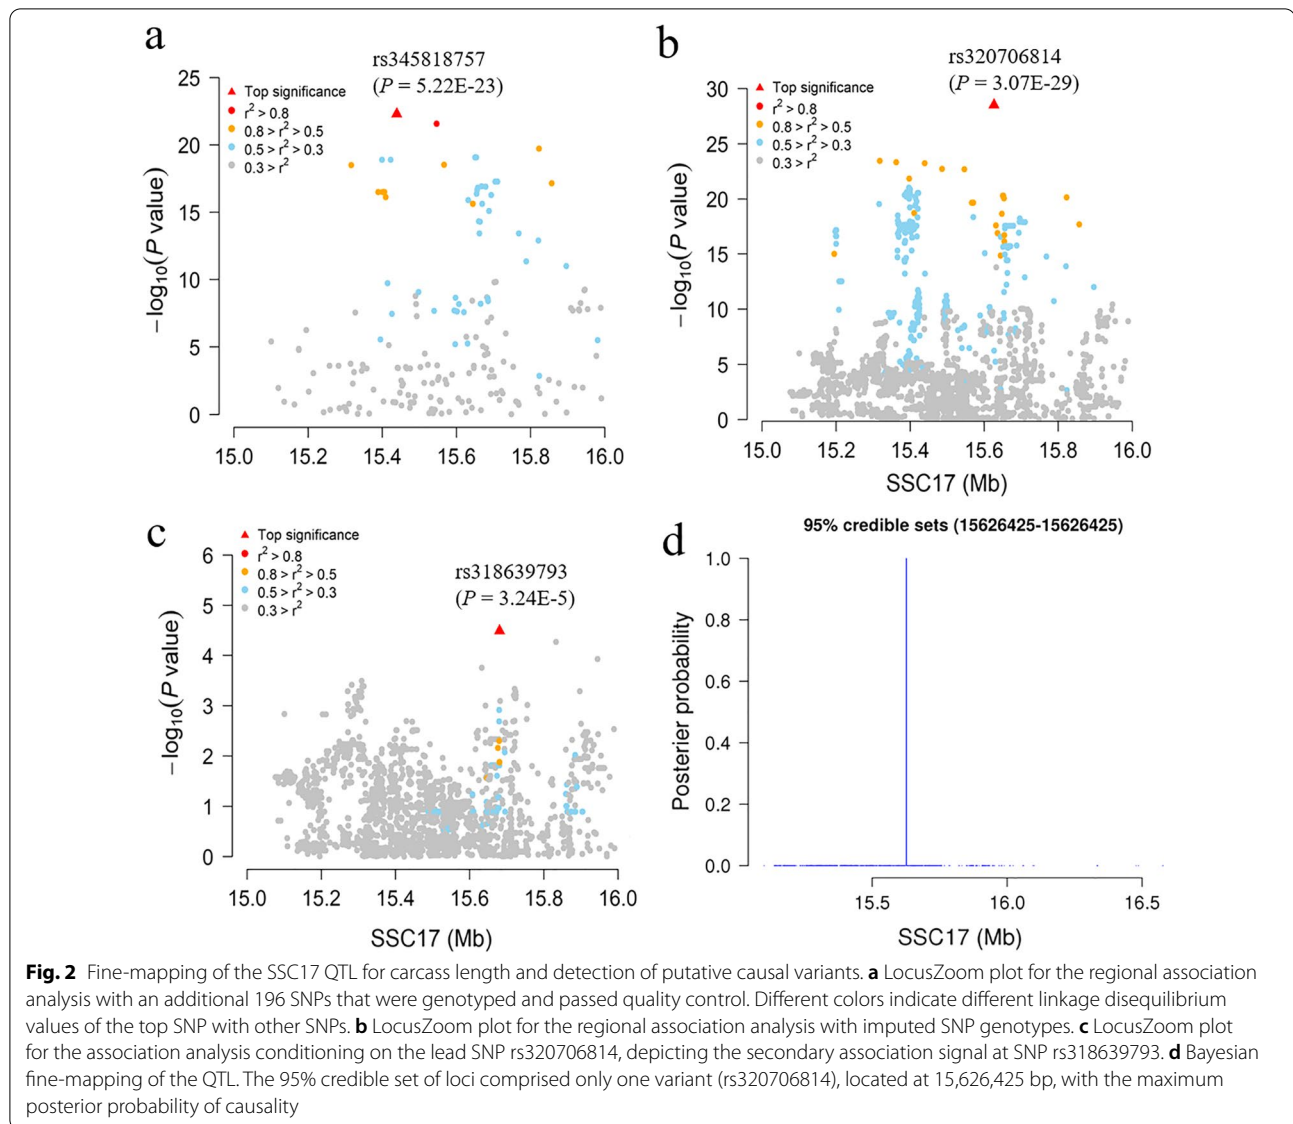 a
rs345818757
(P = 5.22E-23)
Top significance
r² > 0.8
0.8 > r² > 0.5
0.5 > r² > 0.3
0.3 > r²
25
20
15
10
5
0
−log₁₀(P value)
15.0 15.2 15.4 15.6 15.8 16.0
b
rs320706814
(P = 3.07E-29)
Top significance
r² > 0.8
0.8 > r² > 0.5
0.5 > r² > 0.3
0.3 > r²
30
25
20
15
10
5
0
−log₁₀(P value)
15.0 15.2 15.4 15.6 15.8 16.0
SSC17 (Mb)
c
Top significance
r² > 0.8
0.8 > r² > 0.5
0.5 > r² > 0.3
0.3 > r²
rs318639793
(P = 3.24E-5)
6
5
4
3
2
1
0
−log₁₀(P value)
15.0 15.2 15.4 15.6 15.8 16.0
SSC17 (Mb)
d
95% credible sets (15626425-15626425)
1.0
0.8
0.6
0.4
0.2
0.0
Posterier probability
15.5 16.0 16.5
SSC17 (Mb)
Fig. 2 Fine-mapping of the SSC17 QTL for carcass length and detection of putative causal variants. a LocusZoom plot for the regional association
analysis with an additional 196 SNPs that were genotyped and passed quality control. Different colors indicate different linkage disequilibrium
values of the top SNP with other SNPs. b LocusZoom plot for the regional association analysis with imputed SNP genotypes. c LocusZoom plot
for the association analysis conditioning on the lead SNP rs320706814, depicting the secondary association signal at SNP rs318639793. d Bayesian
fine-mapping of the QTL. The 95% credible set of loci comprised only one variant (rs320706814), located at 15,626,425 bp, with the maximum
posterior probability of causality